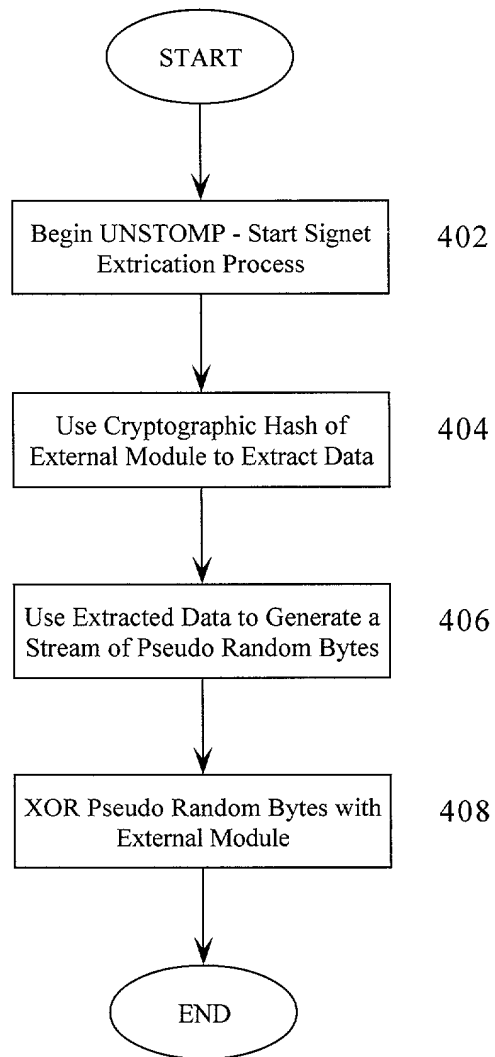 START
Begin UNSTOMP - Start Signet
Extrication Process
402
Use Cryptographic Hash of
External Module to Extract Data
404
Use Extracted Data to Generate a
Stream of Pseudo Random Bytes
406
XOR Pseudo Random Bytes with
External Module
408
END